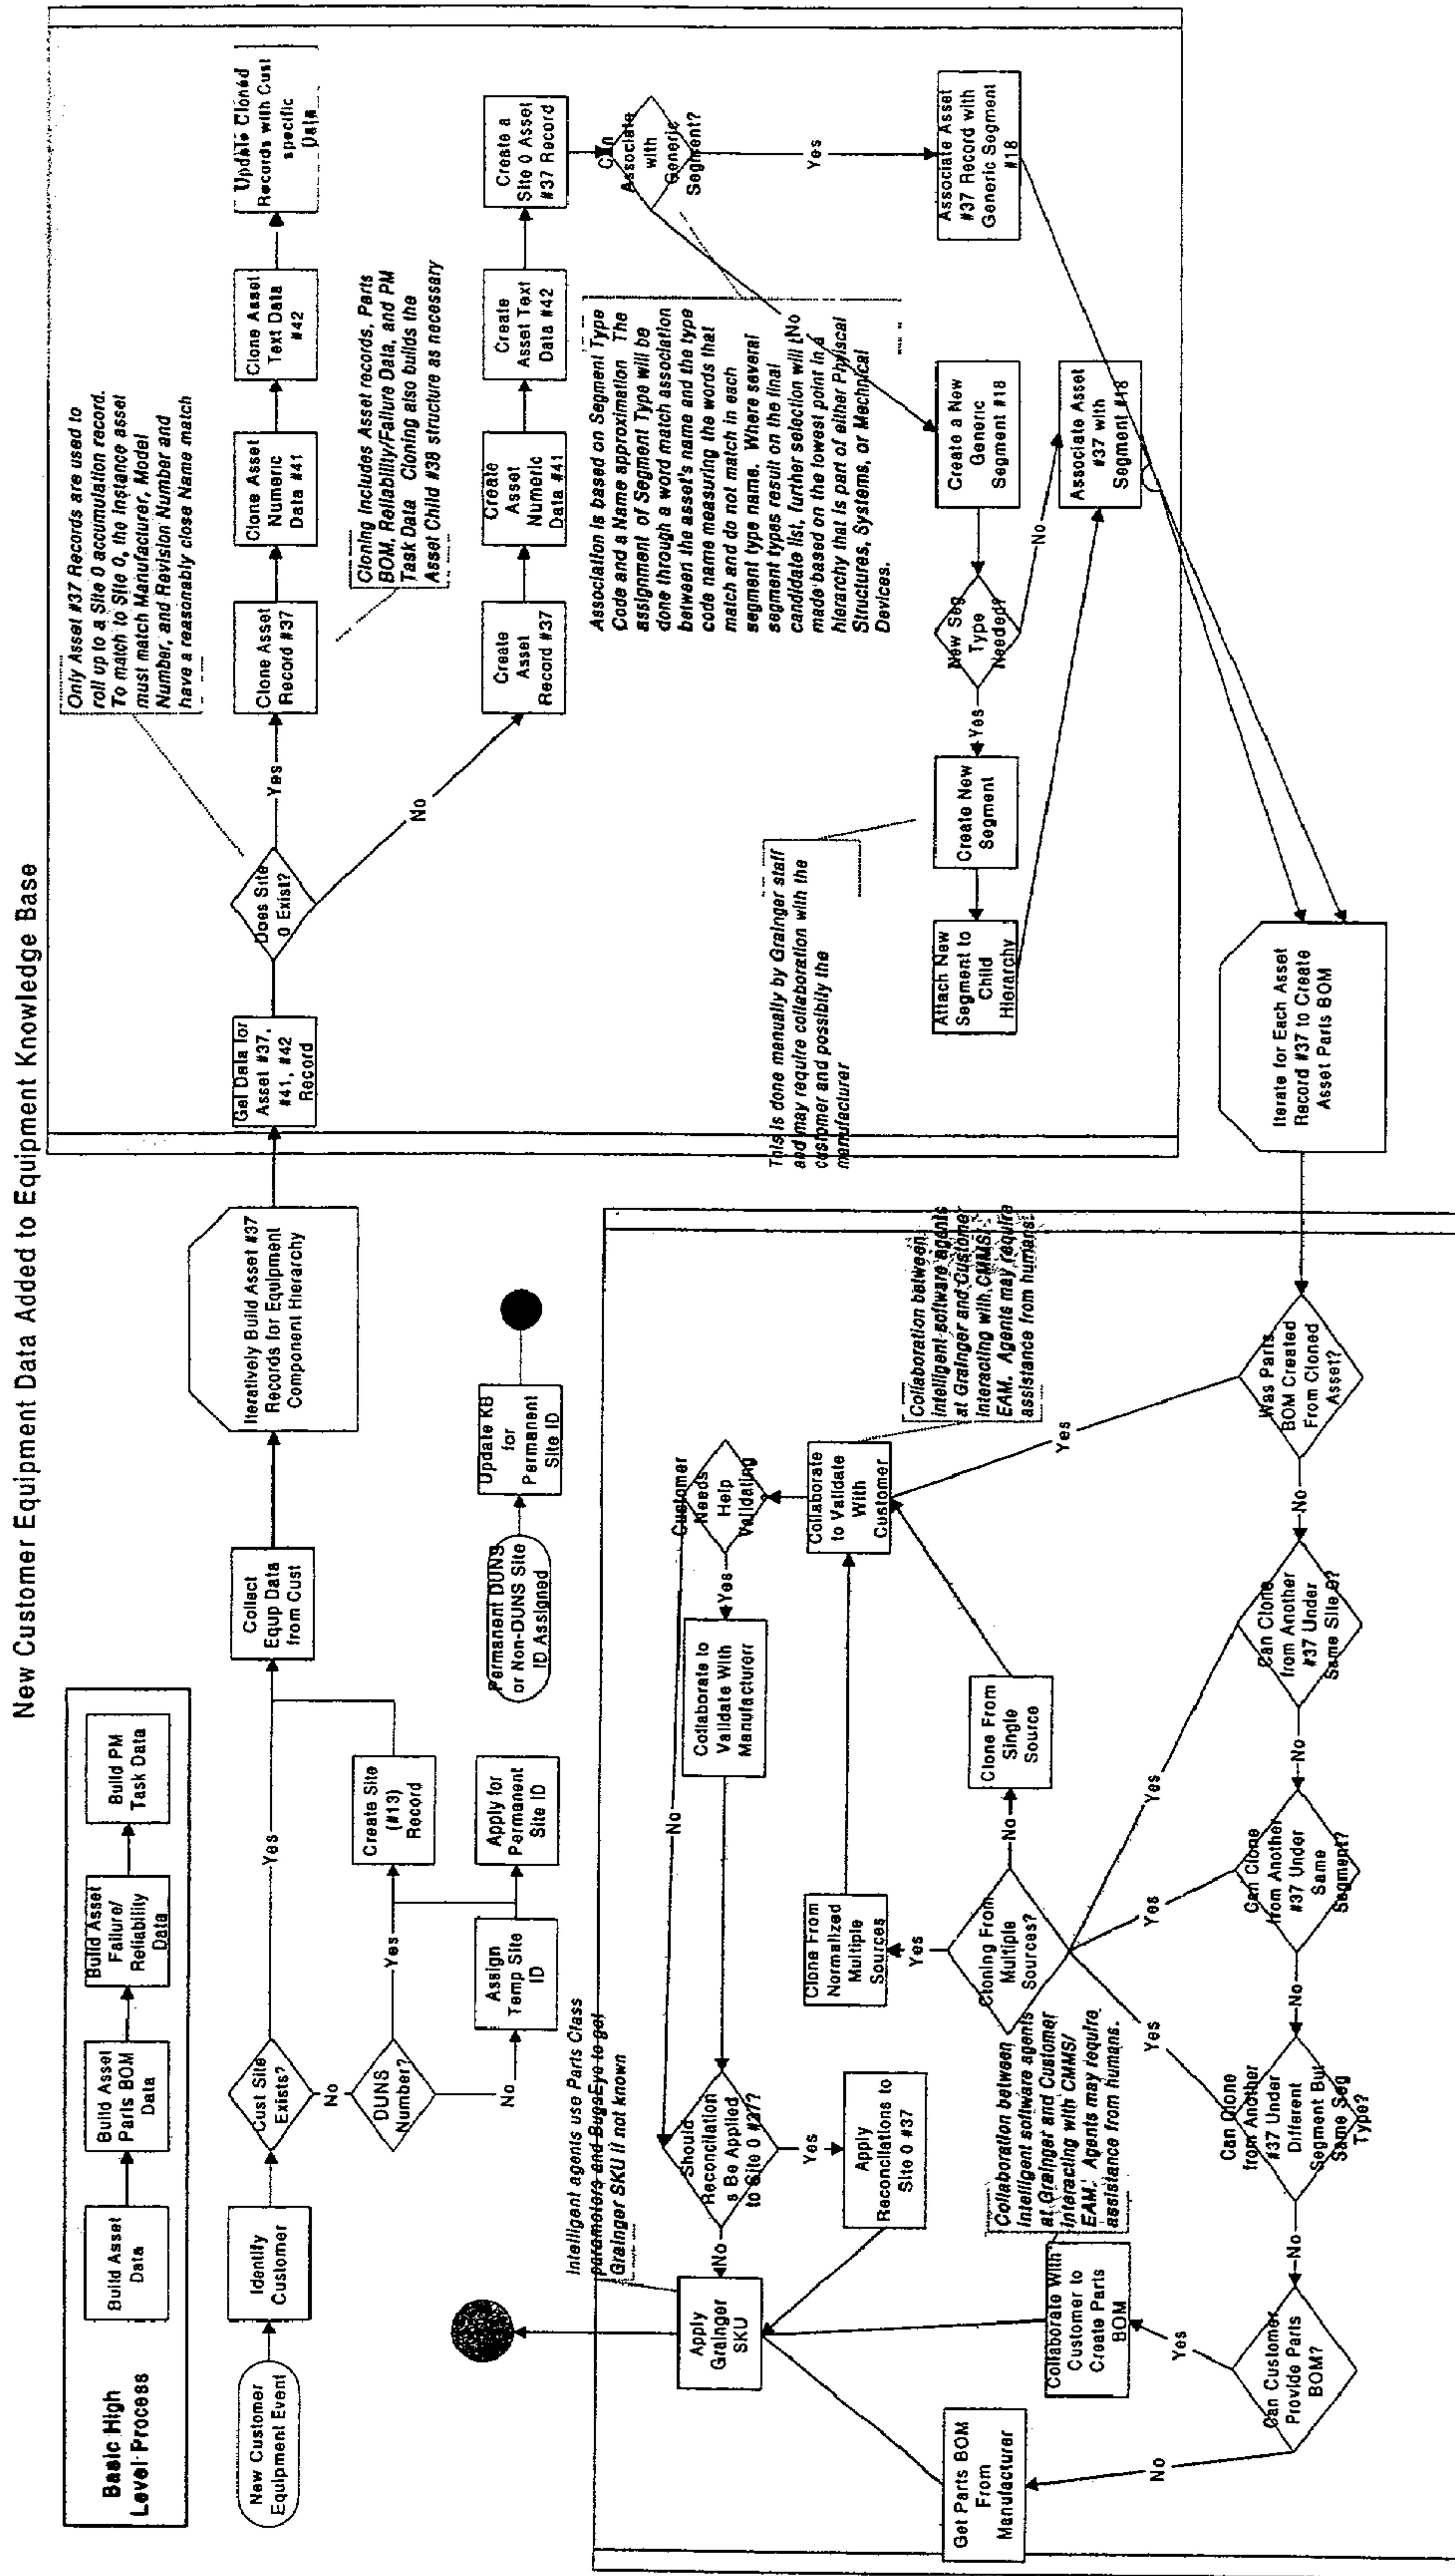 New Customer Equipment Data Added to Equipment Knowledge Base
Basic High
Level Process
Build Asset
Data
Build Asset
Parts BOM
Data
Build Asset
Failure/
Reliability
Data
Build PM
Task Data
New Customer
Equipment Event
Identify
Customer
Cust Site
Exists?
Yes
No
DUNS
Number?
Yes
No
Assign
Temp Site
ID
Create Site
(#13)
Record
Apply for
Permanent
Site ID
Collect
Equp Data
from Cust
Permanent DUNS
or Non-DUNS Site
ID Assigned
Update KB
for
Permanent
Site ID
Iteratively Build Asset #37
Records for Equipment
Component Hierarchy
Get Data for
Asset #37,
#41, #42
Record
Does Site
0 Exist?
Yes
No
Only Asset #37 Records are used to
roll up to a Site 0 accumulation record.
To match to Site 0, the Instance asset
must match Manufacturer, Model
Number, and Revision Number and
have a reasonably close Name match
Clone Asset
Record #37
Clone Asset
Numeric
Data #41
Clone Asset
Text Data
#42
Update Cloned
Records with Cust
specific
Data
Cloning includes Asset records, Parts
BOM, Reliability/Failure Data, and PM
Task Data  Cloning also builds the
Asset Child #38 structure as necessary
Create
Asset
Record #37
Create
Asset
Numeric
Data #41
Create
Asset Text
Data #42
Create a
Site 0 Asset
#37 Record
Can
Associate
with
Generic
Segment?
Yes
No
Association is based on Segment Type
Code and a Name approximation  The
assignment of Segment Type will be
done through a word match association
between the asset's name and the type
code name measuring the words that
match and do not match in each
segment type name. Where several
segment types result on the final
candidate list, further selection will
made based on the lowest point in a
hierarchy that is part of either Phyiscal
Structures, Systems, or Mechnical
Devices.
Associate Asset
#37 Record with
Generic Segment
#18
Create a New
Generic
Segment #18
New Seg
Type
Needed?
No
Yes
Create New
Segment
Attach New
Segment to
Child
Hierarchy
Associate Asset
#37 with
Segment #18
This is done manually by Grainger staff
and may require collaboration with the
customer and possibly the
manufacturer
Iterate for Each Asset
Record #37 to Create
Asset Parts BOM
Was Parts
BOM Created
From Cloned
Asset?
Yes
No
Can Clone
from Another
#37 Under
Same Site 0?
Yes
No
Can Clone
from Another
#37 Under
Same
Segment?
Yes
No
Can Clone
from Another
#37 Under
Different
Segment But
Same Seg
Type?
Yes
No
Can Customer
Provide Parts
BOM?
Yes
No
Get Parts BOM
From
Manufacturer
Collaborate With
Customer to
Create Parts
BOM
Collaboration between
intelligent software agents
at Grainger and Customer
interacting with CMMS/
EAM. Agents may require
assistance from humans.
Cloning From
Multiple
Sources?
Yes
No
Clone From
Normalized
Multiple
Sources
Clone From
Single
Source
Collaborate
to Validate
With
Customer
Collaboration between
intelligent software agents
at Grainger and Customer
interacting with CMMS/
EAM. Agents may require
assistance from humans.
Customer
Needs
Help
Validating
Yes
No
Collaborate to
Validate With
Manufacturerr
Should
Reconciliation
s Be Applied
to Site 0 #37?
Yes
No
Apply
Reconcilations to
Site 0 #37
Apply
Grainger
SKU
Intelligent agents use Parts Class
paramotors and BugsEye to get
Grainger SKU if not known